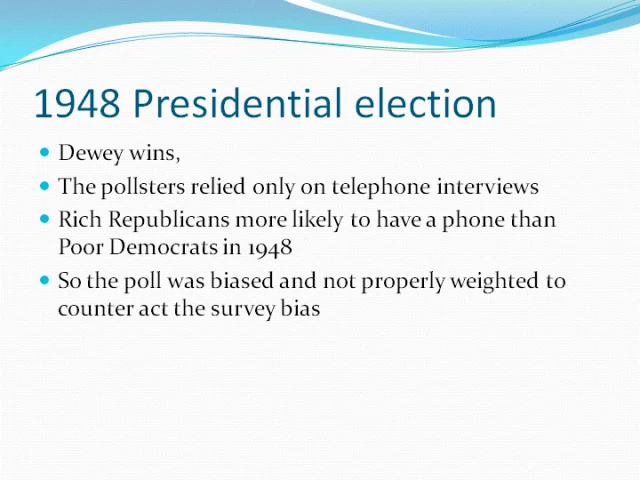 1948 Presidential election
Dewey wins,
The pollsters relied only on telephone interviews
Rich Republicans more likely to have a phone than
Poor Democrats in 1948
So the poll was biased and not properly weighted to
counter act the survey bias